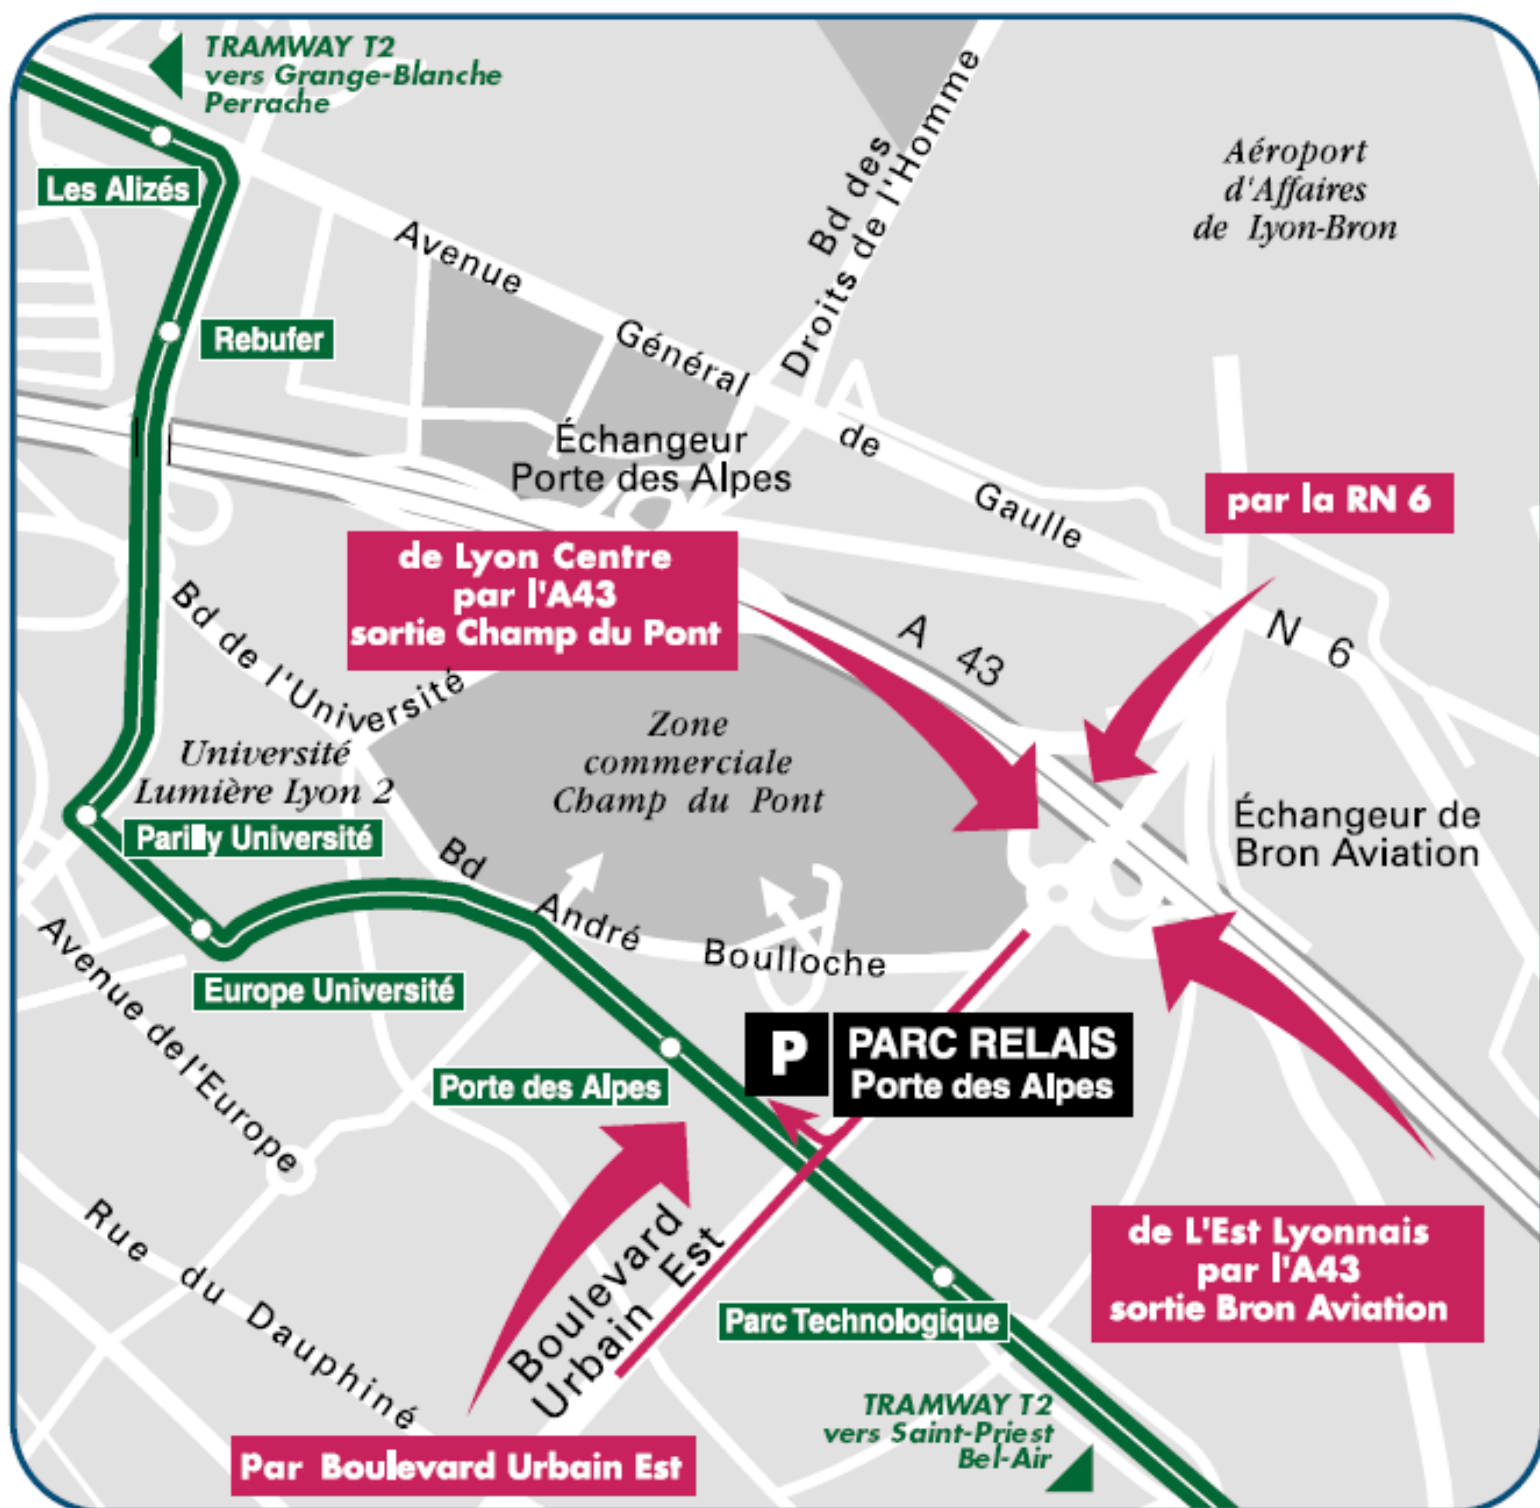 TRAMWAY T2
vers Grange-Blanche
Perrache
Les Alizés
Rebufer
Avenue Général de Gaulle
Bd des
Droits de l'Homme
Aéroport
d'Affaires
de Lyon-Bron
Échangeur
Porte des Alpes
par la RN 6
de Lyon Centre
par l'A43
sortie Champ du Pont
A 43
N 6
Bd de l'Université
Université
Lumière Lyon 2
Zone
commerciale
Champ du Pont
Échangeur de
Bron Aviation
Parilly Université
Bd André Boulloche
Europe Université
Avenue de l'Europe
P
PARC RELAIS
Porte des Alpes
Porte des Alpes
Rue du Dauphiné
Boulevard
Urbain Est
Parc Technologique
de L'Est Lyonnais
par l'A43
sortie Bron Aviation
TRAMWAY T2
vers Saint-Priest
Bel-Air
Par Boulevard Urbain Est